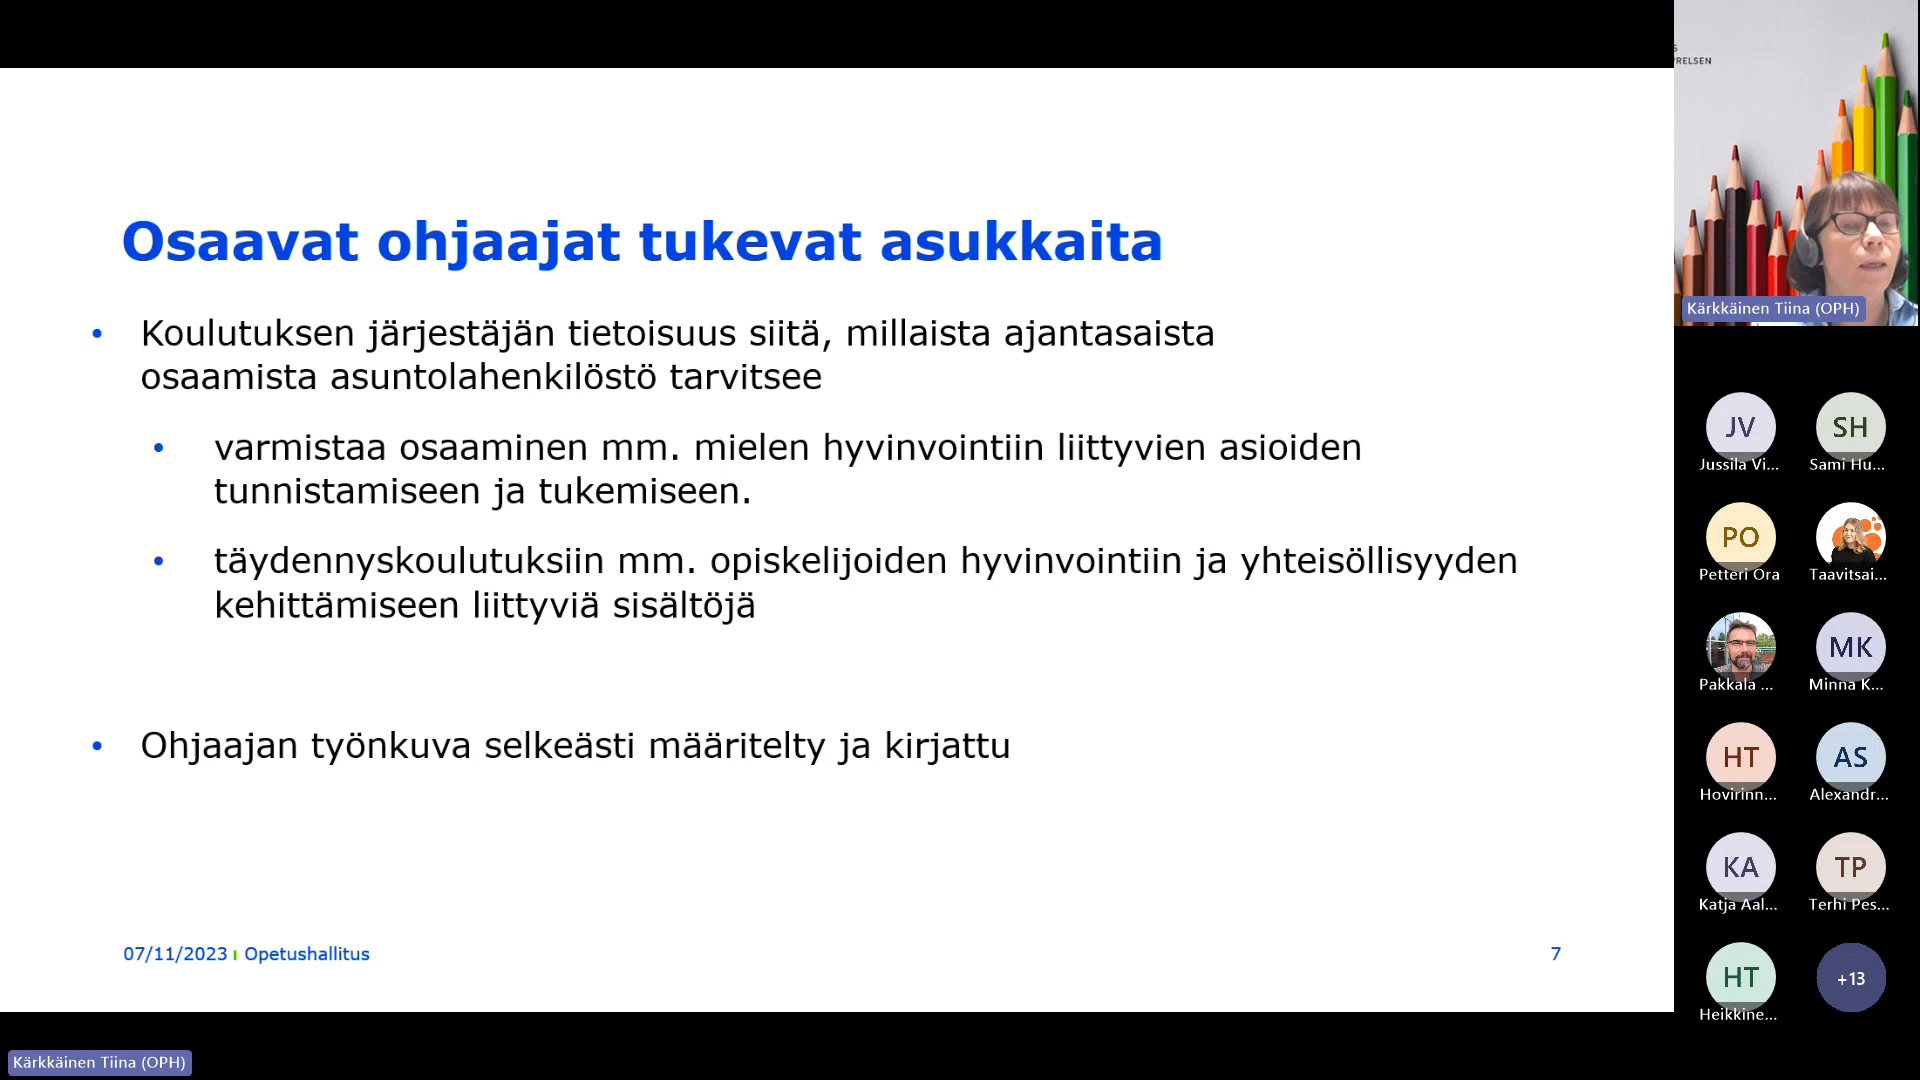 Osaavat ohjaajat tukevat asukkaita
• Koulutuksen järjestäjän tietoisuus siitä, millaista ajantasaista
osaamista asuntolahenkilöstö tarvitsee
• varmistaa osaaminen mm. mielen hyvinvointiin liittyvien asioiden
tunnistamiseen ja tukemiseen.
• täydennyskoulutuksiin mm. opiskelijoiden hyvinvointiin ja yhteisöllisyyden
kehittämiseen liittyviä sisältöjä
• Ohjaajan työnkuva selkeästi määritelty ja kirjattu
07/11/2023 ı Opetushallitus
7
Kärkkäinen Tiina (OPH)
S
YRELSEN
Kärkkäinen Tiina (OPH)
JV
Jussila Vi...
SH
Sami Hu...
PO
Petteri Ora
Taavitsai...
Pakkala ...
MK
Minna K...
HT
Hovirinn...
AS
Alexandr...
KA
Katja Aal...
TP
Terhi Pes...
HT
Heikkine...
+13